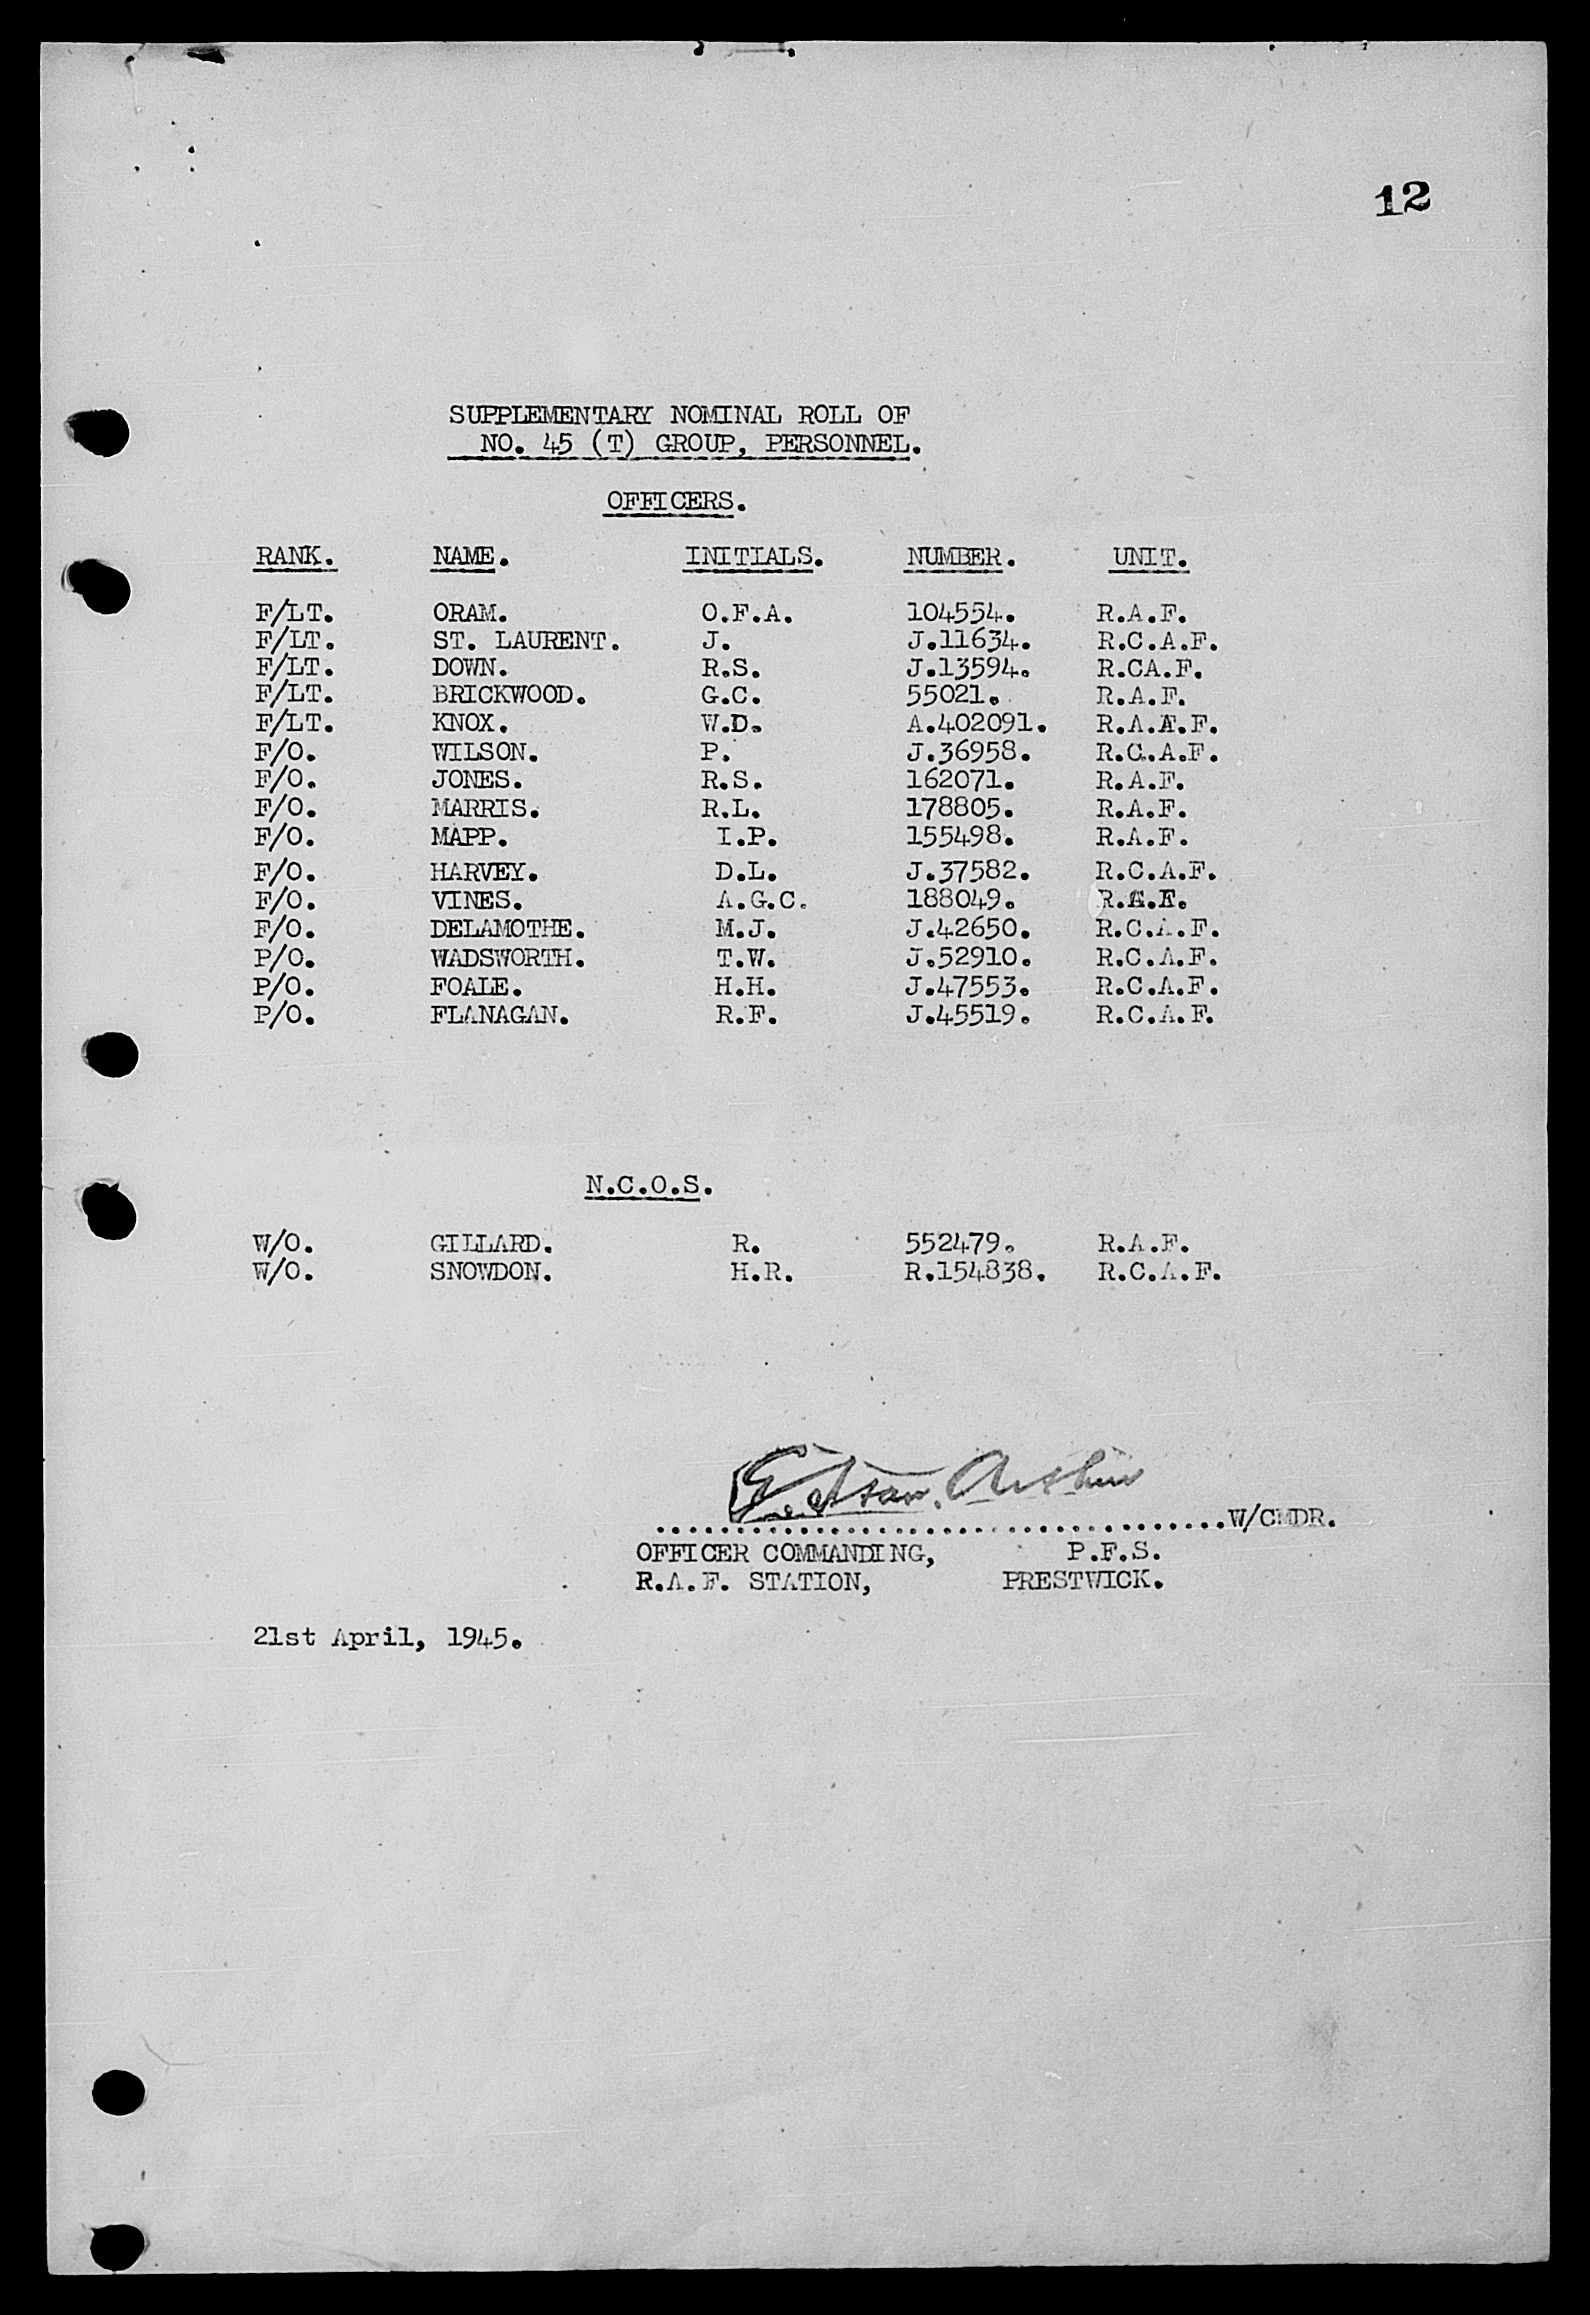 12
SUPPLEMENTARY NOMINAL ROLL OF
NO. 45 (T) GROUP, PERSONNEL.
OFFICERS.
RANK. NAME. INITIALS. NUMBER. UNIT.
F/LT. ORAM. O.F.A. 104554. R.A.F.
F/LT. ST. LAURENT. J. J.11634. R.C.A.F.
F/LT. DOWN. R.S. J.13594. R.CA.F.
F/LT. BRICKWOOD. G.C. 55021. R.A.F.
F/LT. KNOX. W.D. A.402091. R.A.A.F.
F/O. WILSON. P. J.36958. R.C.A.F.
F/O. JONES. R.S. 162071. R.A.F.
F/O. MARRIS. R.L. 178805. R.A.F.
F/O. MAPP. I.P. 155498. R.A.F.
F/O. HARVEY. D.L. J.37582. R.C.A.F.
F/O. VINES. A.G.C. 188049. R.A.F.
F/O. DELAMOTHE. M.J. J.42650. R.C.A.F.
P/O. WADSWORTH. T.W. J.52910. R.C.A.F.
P/O. FOALE. H.H. J.47553. R.C.A.F.
P/O. FLANAGAN. R.F. J.45519. R.C.A.F.
N.C.O.S.
W/O. GILLARD. R. 552479. R.A.F.
W/O. SNOWDON. H.R. R.154838. R.C.A.F.
W/CMDR.
OFFICER COMMANDING, P.F.S.
R.A.F. STATION, PRESTWICK.
21st April, 1945.